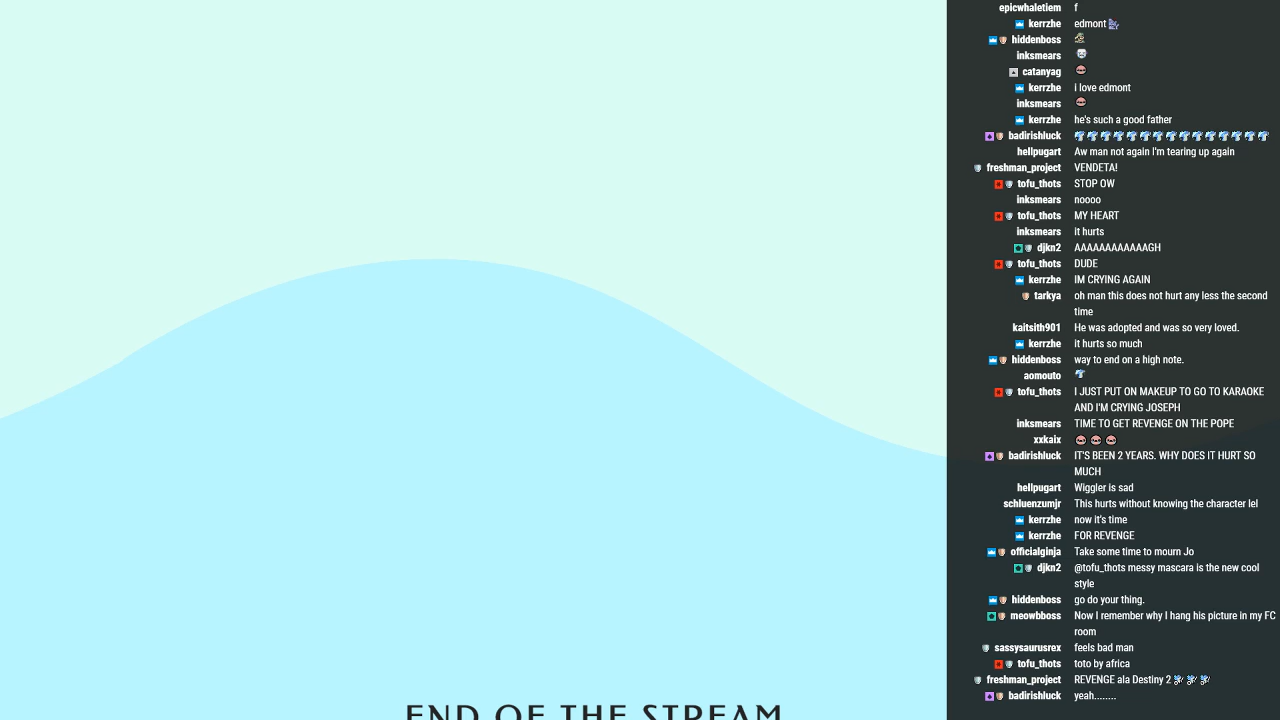 epicwhaletiem f
kerrzhe edmont
hiddenboss
inksmears
catanyag
kerrzhe i love edmont
inksmears
kerrzhe he's such a good father
badirishluck
hellpugart Aw man not again I'm tearing up again
freshman_project VENDETA!
tofu_thots STOP OW
inksmears noooo
tofu_thots MY HEART
inksmears it hurts
djkn2 AAAAAAAAAAAAGH
tofu_thots DUDE
kerrzhe IM CRYING AGAIN
tarkya oh man this does not hurt any less the second
time
kaitsith901 He was adopted and was so very loved.
kerrzhe it hurts so much
hiddenboss way to end on a high note.
aomouto
tofu_thots I JUST PUT ON MAKEUP TO GO TO KARAOKE
AND I'M CRYING JOSEPH
inksmears TIME TO GET REVENGE ON THE POPE
xxkaix
badirishluck IT'S BEEN 2 YEARS. WHY DOES IT HURT SO
MUCH
hellpugart Wiggler is sad
schluenzumjr This hurts without knowing the character lel
kerrzhe now it's time
kerrzhe FOR REVENGE
officialginja Take some time to mourn Jo
djkn2 @tofu_thots messy mascara is the new cool
style
hiddenboss go do your thing.
meowbboss Now I remember why I hang his picture in my FC
room
sassysaurusrex feels bad man
tofu_thots toto by africa
freshman_project REVENGE ala Destiny 2
badirishluck yeah........
END OF THE STREAM